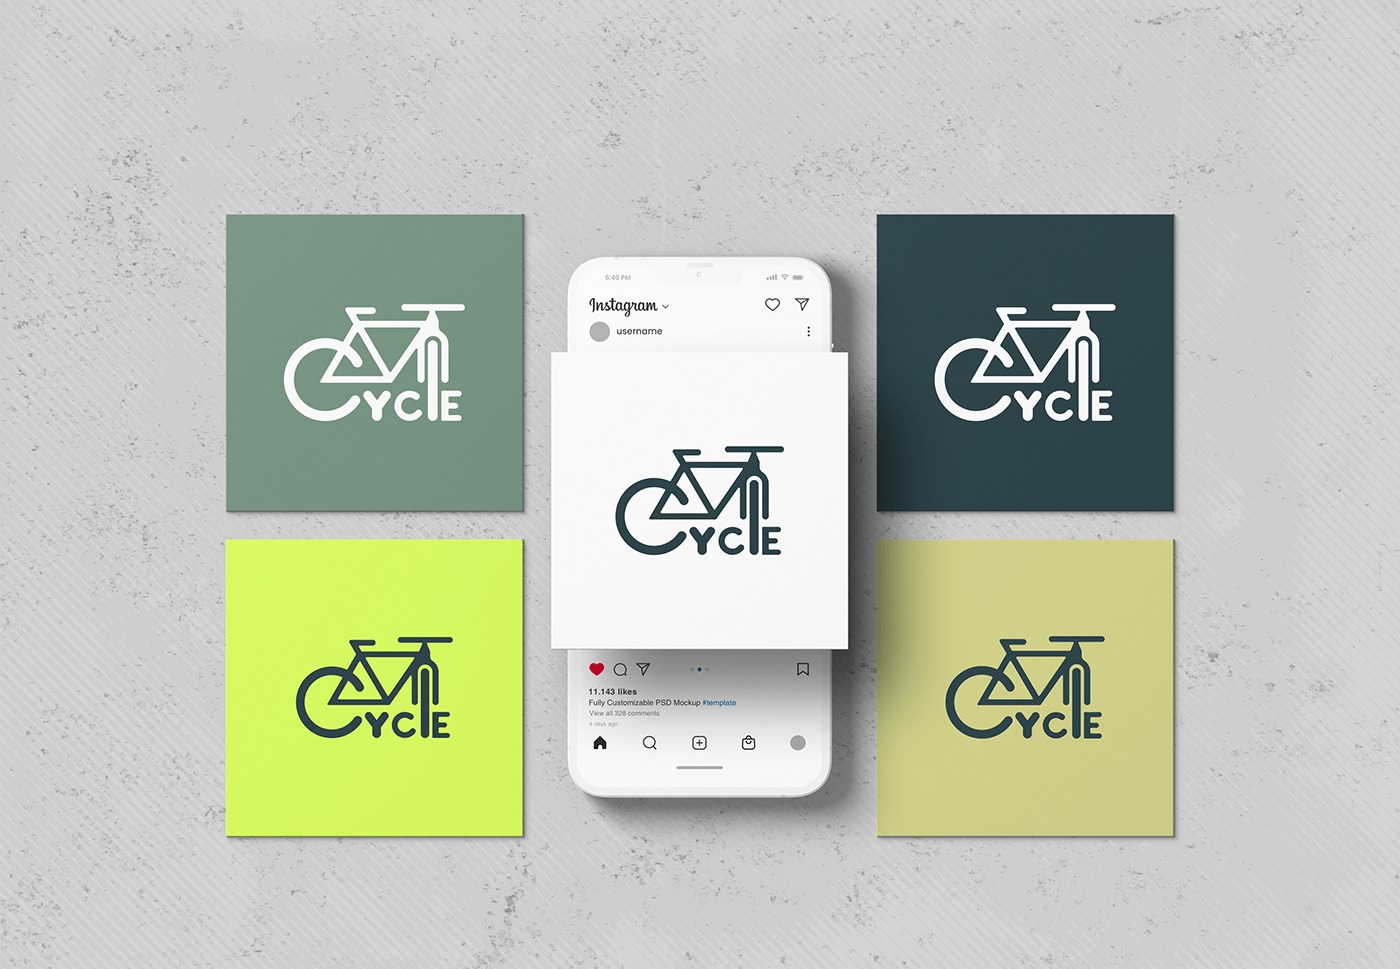 CYCLE
CYCLE
6:40 PM
Instagram
username
CYCLE
11.143 likes
Fully Customizable PSD Mockup #template
View all 328 comments
4 days ago
CYCLE
CYCLE